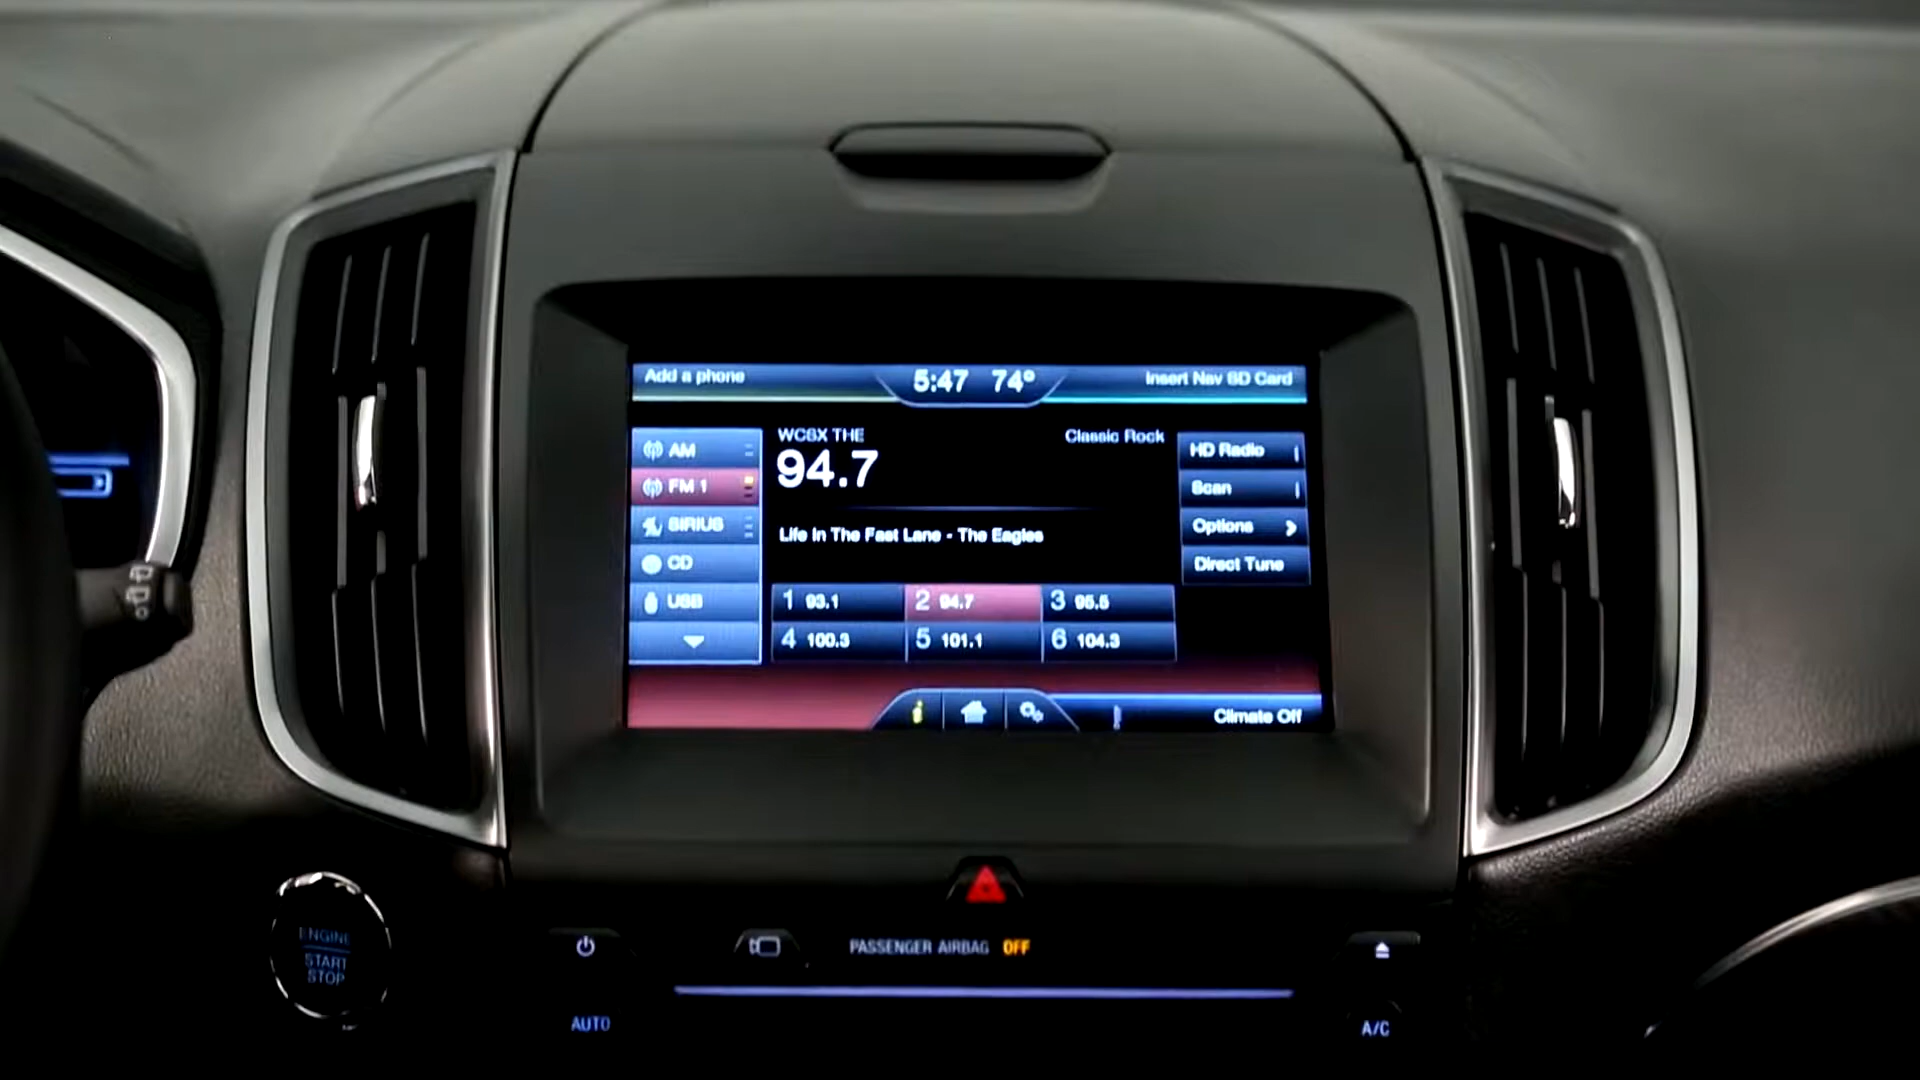 Add a phone 5:47 74° Insert Nav SD Card
WCSX THE Classic Rock
94.7
AM
FM 1
SIRIUS
CD
USB
HD Radio
Scan
Options
Direct Tune
Life In The Fast Lane - The Eagles
1 93.1 2 94.7 3 95.5
4 100.3 5 101.1 6 104.3
Climate Off
ENGINE
START
STOP
PASSENGER AIRBAG OFF
AUTO
A/C